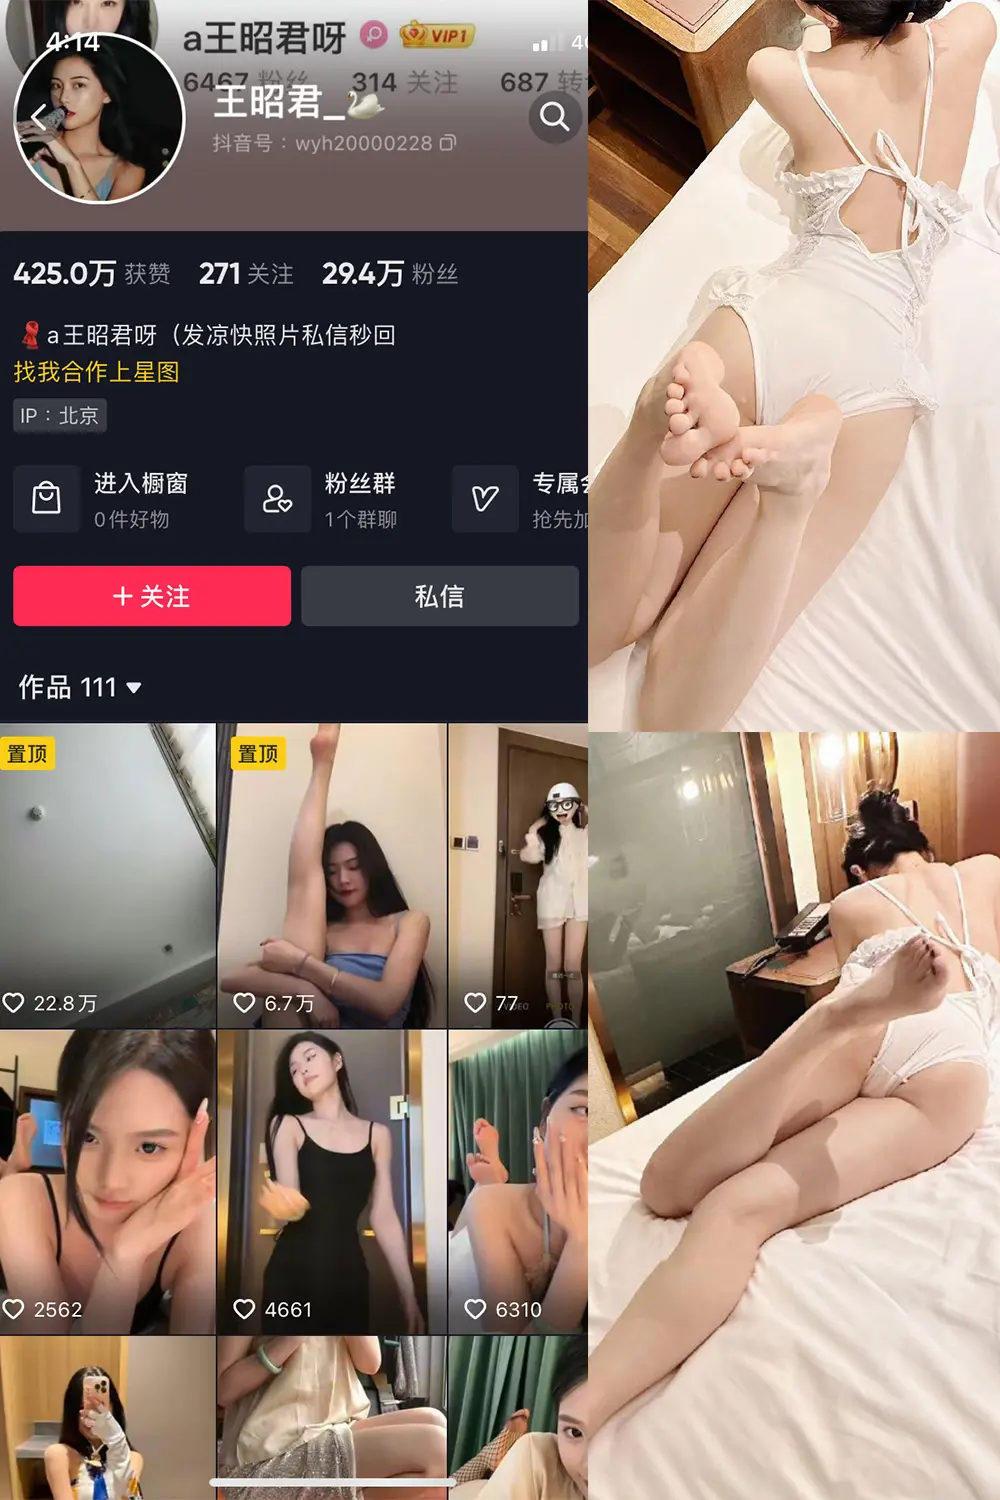 4:14
a王昭君呀
VIP1
6467 粉丝 314 关注 687
王昭君_
抖音号：wyh20000228
425.0万 获赞 271 关注 29.4万 粉丝
a王昭君呀（发凉快照片私信秒回
找我合作上星图
IP：北京
进入橱窗 粉丝群
0件好物 1个群聊 抢先加
+ 关注 私信
作品 111
置顶 置顶
22.8万 6.7万 77
PHOTO
2562 4661 6310